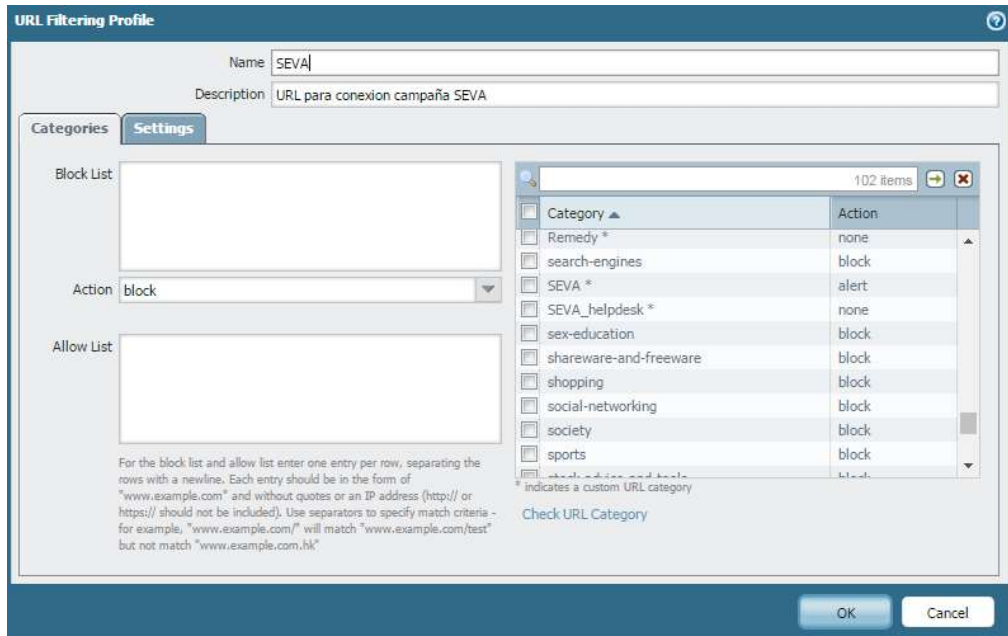 URL Filtering Profile
Name SEVA
Description URL para conexion campaña SEVA
Categories Settings
Block List
Action block
Allow List
For the block list and allow list enter one entry per row, separating the
rows with a newline. Each entry should be in the form of
"www.example.com" and without quotes or an IP address (http:// or
https:// should not be included). Use separators to specify match criteria -
for example, "www.example.com/" will match "www.example.com/test"
but not match "www.example.com.hk"
102 items
Category Action
Remedy * none
search-engines block
SEVA * alert
SEVA_helpdesk * none
sex-education block
shareware-and-freeware block
shopping block
social-networking block
society block
sports block
stock-advice-and-tools block
* indicates a custom URL category
Check URL Category
OK Cancel